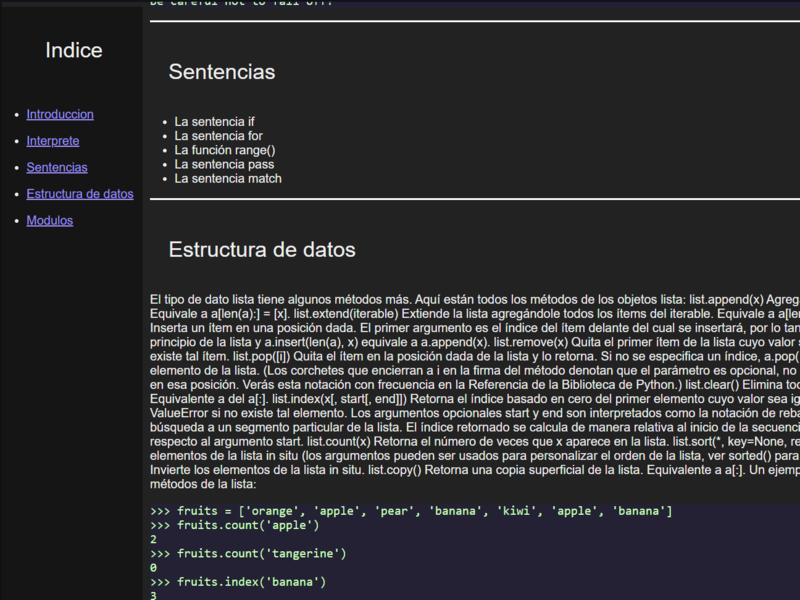 Be careful not to fall off!
Indice
Introduccion
Interprete
Sentencias
Estructura de datos
Modulos
Sentencias
La sentencia if
La sentencia for
La función range()
La sentencia pass
La sentencia match
Estructura de datos
El tipo de dato lista tiene algunos métodos más. Aquí están todos los métodos de los objetos lista: list.append(x) Agreg
Equivale a a[len(a):] = [x]. list.extend(iterable) Extiende la lista agregándole todos los ítems del iterable. Equivale a a[len
Inserta un ítem en una posición dada. El primer argumento es el índice del ítem delante del cual se insertará, por lo tan
principio de la lista y a.insert(len(a), x) equivale a a.append(x). list.remove(x) Quita el primer ítem de la lista cuyo valor
existe tal ítem. list.pop([i]) Quita el ítem en la posición dada de la lista y lo retorna. Si no se especifica un índice, a.pop(
elemento de la lista. (Los corchetes que encierran a i en la firma del método denotan que el parámetro es opcional, no
en esa posición. Verás esta notación con frecuencia en la Referencia de la Biblioteca de Python.) list.clear() Elimina to
Equivalente a del a[:]. list.index(x[, start[, end]]) Retorna el índice basado en cero del primer elemento cuyo valor sea ig
ValueError si no existe tal elemento. Los argumentos opcionales start y end son interpretados como la notación de reba
búsqueda a un segmento particular de la lista. El índice retornado se calcula de manera relativa al inicio de la secuenci
respecto al argumento start. list.count(x) Retorna el número de veces que x aparece en la lista. list.sort(*, key=None, re
elementos de la lista in situ (los argumentos pueden ser usados para personalizar el orden de la lista, ver sorted() para
Invierte los elementos de la lista in situ. list.copy() Retorna una copia superficial de la lista. Equivalente a a[:]. Un ejemp
métodos de la lista:
>>> fruits = ['orange', 'apple', 'pear', 'banana', 'kiwi', 'apple', 'banana']
>>> fruits.count('apple')
2
>>> fruits.count('tangerine')
0
>>> fruits.index('banana')
3